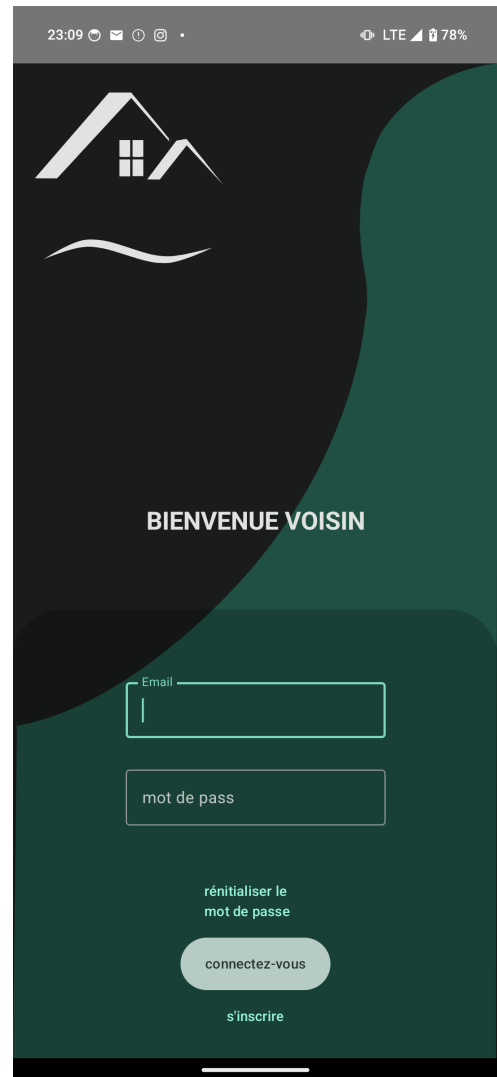 23:09
LTE
78%
BIENVENUE VOISIN
Email
mot de pass
rénitialiser le
mot de passe
connectez-vous
s'inscrire